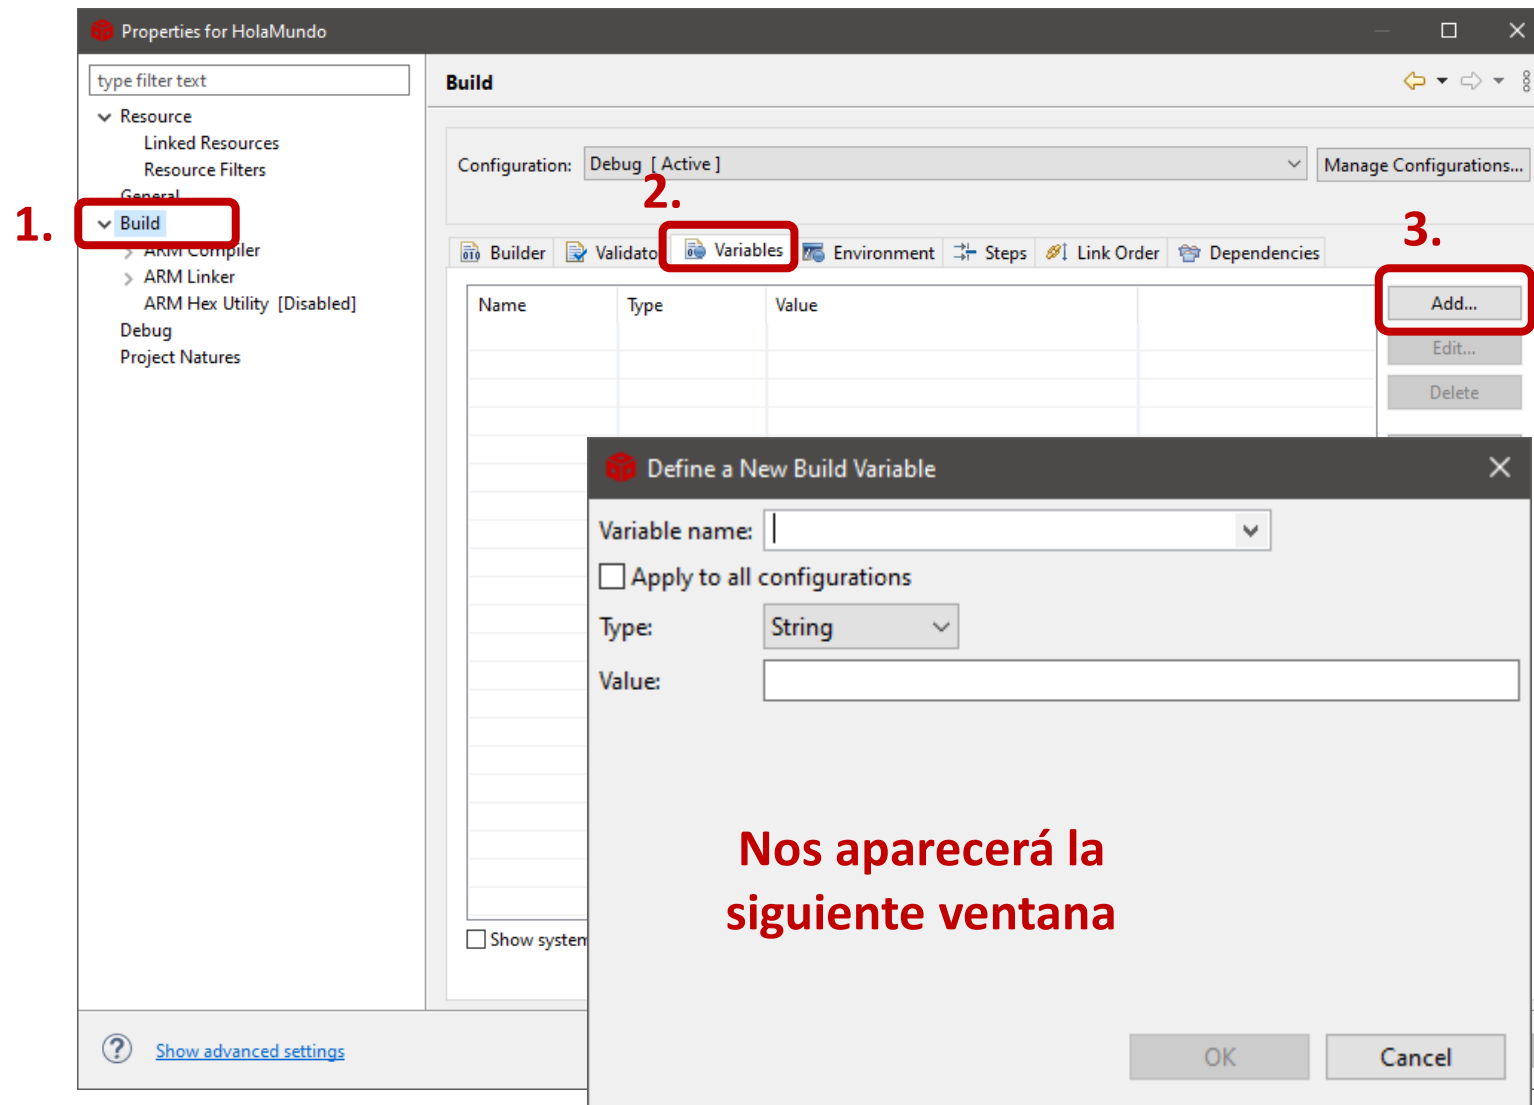 Properties for HolaMundo
type filter text
Resource
Linked Resources
Resource Filters
General
1.
Build
ARM Compiler
ARM Linker
ARM Hex Utility [Disabled]
Debug
Project Natures
Build
Configuration: Debug [ Active ] Manage Configurations...
2.
3.
Builder Validato Variables Environment Steps Link Order Dependencies
Name Type Value
Add...
Edit...
Delete
Define a New Build Variable
Variable name:
Apply to all configurations
Type: String
Value:
Nos aparecerá la
siguiente ventana
Show system
OK Cancel
Show advanced settings